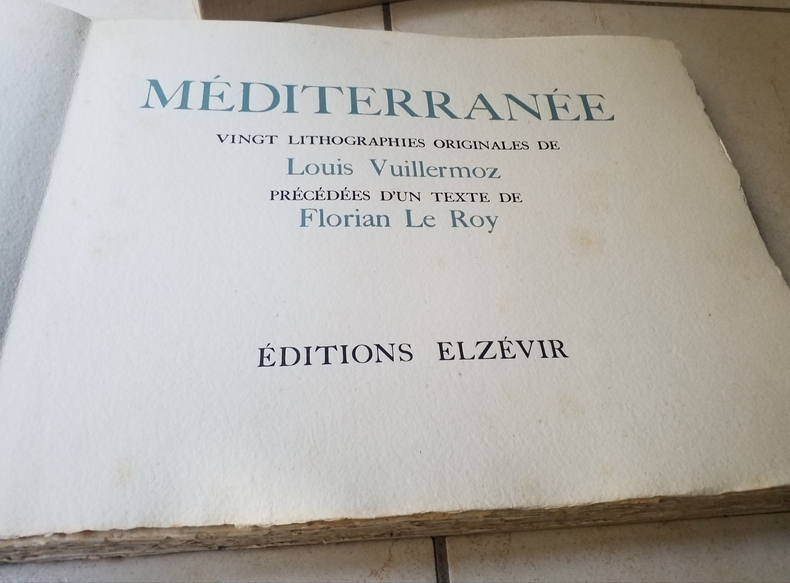 MÉDITERRANÉE
VINGT LITHOGRAPHIES ORIGINALES DE
Louis Vuillermoz
PRÉCÉDÉES D'UN TEXTE DE
Florian Le Roy
ÉDITIONS ELZÉVIR